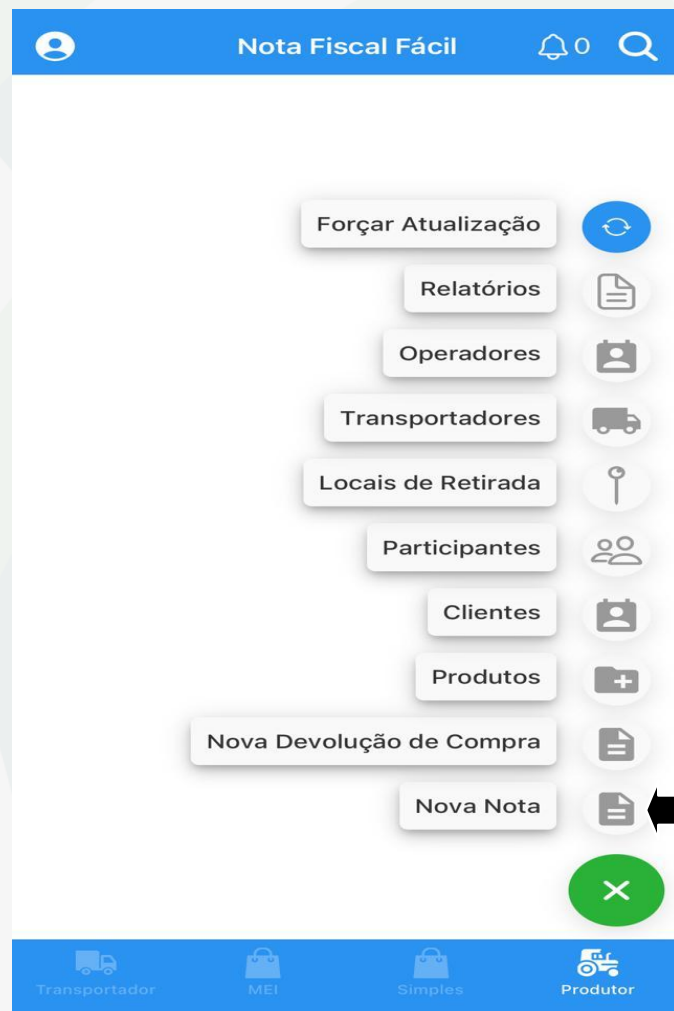 Nota Fiscal Fácil
0
Forçar Atualização
Relatórios
Operadores
Transportadores
Locais de Retirada
Participantes
Clientes
Produtos
Nova Devolução de Compra
Nova Nota
Transportador
MEI
Simples
Produtor